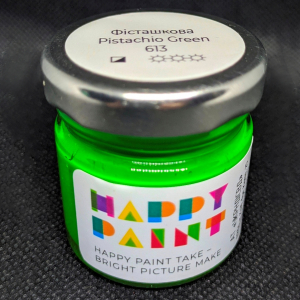 Фісташкова
Pistachio Green
613
HAPPY
PAINT
HAPPY PAINT TAKE –
BRIGHT PICTURE MAKE